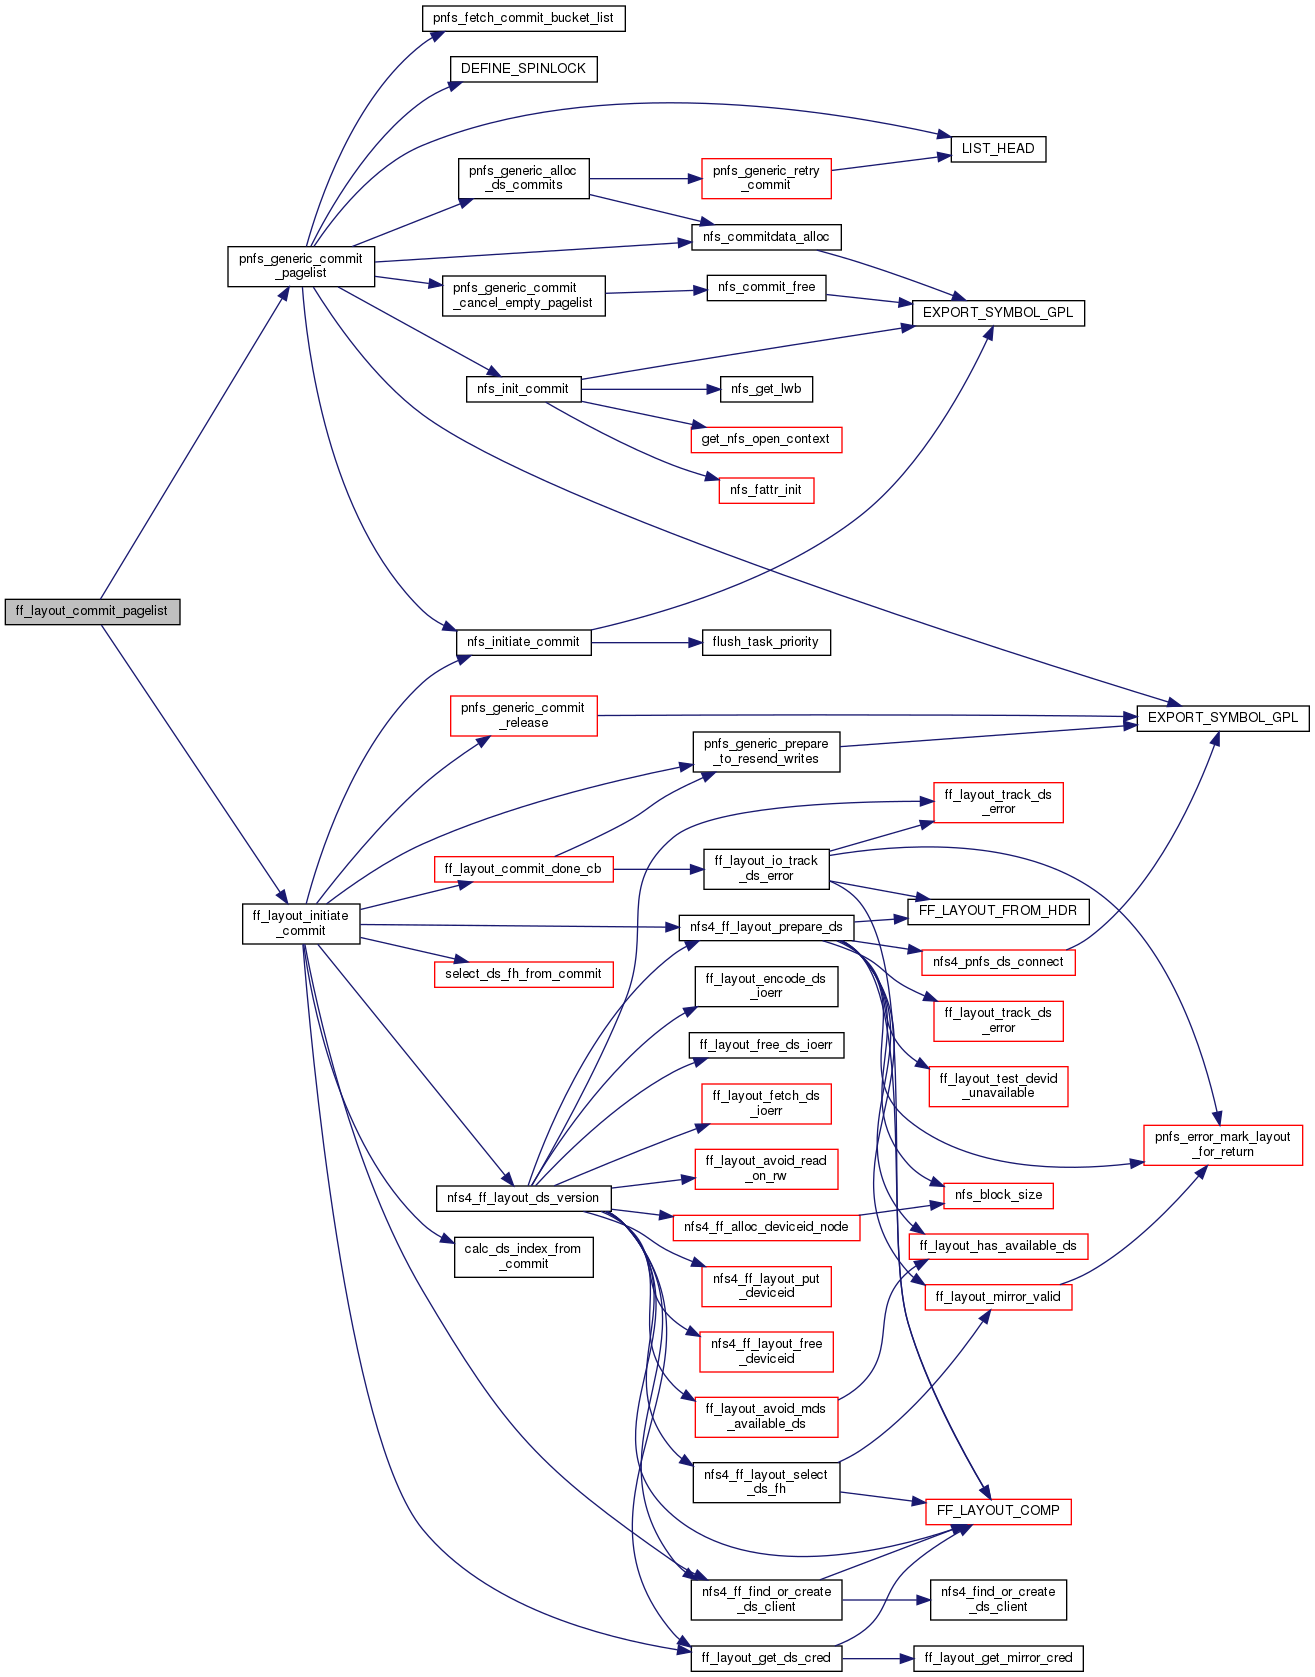 pnfs_fetch_commit_bucket_list
DEFINE_SPINLOCK
LIST_HEAD
pnfs_generic_alloc
_ds_commits
pnfs_generic_retry
_commit
nfs_commitdata_alloc
pnfs_generic_commit
_pagelist
pnfs_generic_commit
_cancel_empty_pagelist
nfs_commit_free
EXPORT_SYMBOL_GPL
nfs_init_commit
nfs_get_lwb
get_nfs_open_context
nfs_fattr_init
ff_layout_commit_pagelist
nfs_initiate_commit
flush_task_priority
pnfs_generic_commit
_release
EXPORT_SYMBOL_GPL
pnfs_generic_prepare
_to_resend_writes
ff_layout_track_ds
_error
ff_layout_commit_done_cb
ff_layout_io_track
_ds_error
FF_LAYOUT_FROM_HDR
ff_layout_initiate
_commit
nfs4_ff_layout_prepare_ds
nfs4_pnfs_ds_connect
select_ds_fh_from_commit
ff_layout_encode_ds
_ioerr
ff_layout_track_ds
_error
ff_layout_free_ds_ioerr
ff_layout_test_devid
_unavailable
ff_layout_fetch_ds
_ioerr
pnfs_error_mark_layout
_for_return
ff_layout_avoid_read
_on_rw
nfs4_ff_layout_ds_version
nfs_block_size
nfs4_ff_alloc_deviceid_node
ff_layout_has_available_ds
calc_ds_index_from
_commit
nfs4_ff_layout_put
_deviceid
ff_layout_mirror_valid
nfs4_ff_layout_free
_deviceid
ff_layout_avoid_mds
_available_ds
nfs4_ff_layout_select
_ds_fh
FF_LAYOUT_COMP
nfs4_ff_find_or_create
_ds_client
nfs4_find_or_create
_ds_client
ff_layout_get_ds_cred
ff_layout_get_mirror_cred